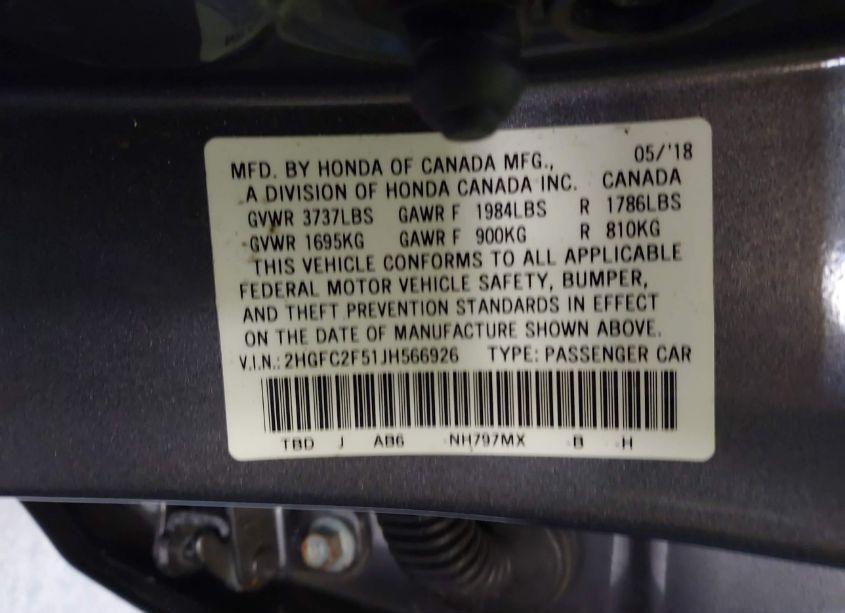 MFD. BY HONDA OF CANADA MFG., 05/'18
A DIVISION OF HONDA CANADA INC. CANADA
GVWR 3737LBS GAWR F 1984LBS R 1786LBS
GVWR 1695KG GAWR F 900KG R 810KG
THIS VEHICLE CONFORMS TO ALL APPLICABLE
FEDERAL MOTOR VEHICLE SAFETY, BUMPER,
AND THEFT PREVENTION STANDARDS IN EFFECT
ON THE DATE OF MANUFACTURE SHOWN ABOVE.
V.I.N.: 2HGFC2F51JH566926 TYPE: PASSENGER CAR
TBD J AB6 NH797MX B H